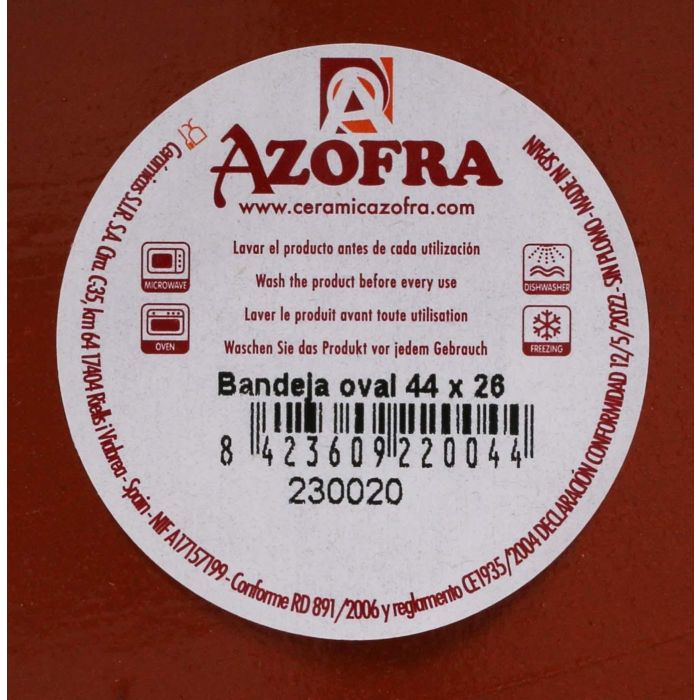 AZOFRA
www.ceramicazofra.com
Lavar el producto antes de cada utilización
Wash the product before every use
Laver le produit avant toute utilisation
Waschen Sie das Produkt vor jedem Gebrauch
MICROWAVE
OVEN
DISHWASHER
FREEZING
Bandeja oval 44 x 26
8 423609 220044
230020
Cerámicas S.IR S.A. Ctra. C-35, km 64 17404 Riells i Viabrea - Spain - NIF A17157199 - Conforme RD 891/2006 y reglamento CE1935/2004 DECLARACIÓN CONFORMIDAD 12/5/2022 - SIN PLOMO - MADE IN SPAIN